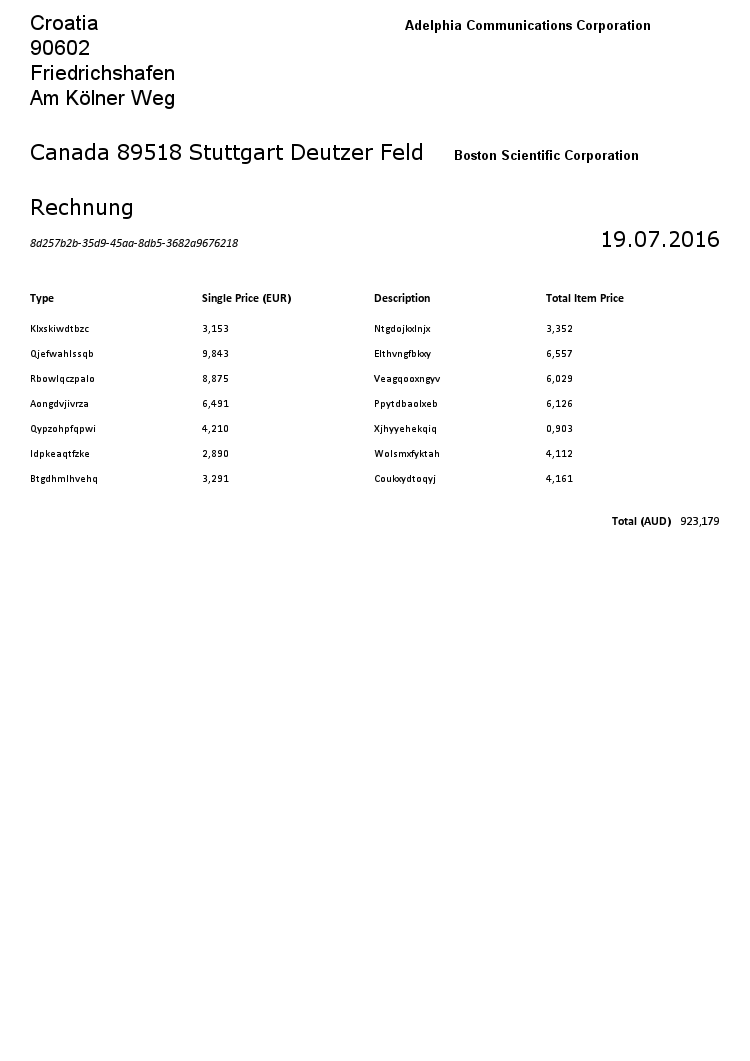 Croatia
90602
Friedrichshafen
Am Kölner Weg
Adelphia Communications Corporation
Canada 89518 Stuttgart Deutzer Feld Boston Scientific Corporation
Rechnung
8d257b2b-35d9-45aa-8db5-3682a9676218 19.07.2016
Type Single Price (EUR) Description Total Item Price
Klxskiwdtbzc 3,153 Ntgdojkxlnjx 3,352
Qjefwahlssqb 9,843 Elthvngfbkxy 6,557
Rbowlqczpalo 8,875 Veagqooxngyv 6,029
Aongdvjivrza 6,491 Ppytdbaolxeb 6,126
Qypzohpfqpwi 4,210 Xjhyyehekqiq 0,903
Idpkeaqtfzke 2,890 Wolsmxfyktah 4,112
Btgdhmlhvehq 3,291 Coukxydtoqyj 4,161
Total (AUD) 923,179